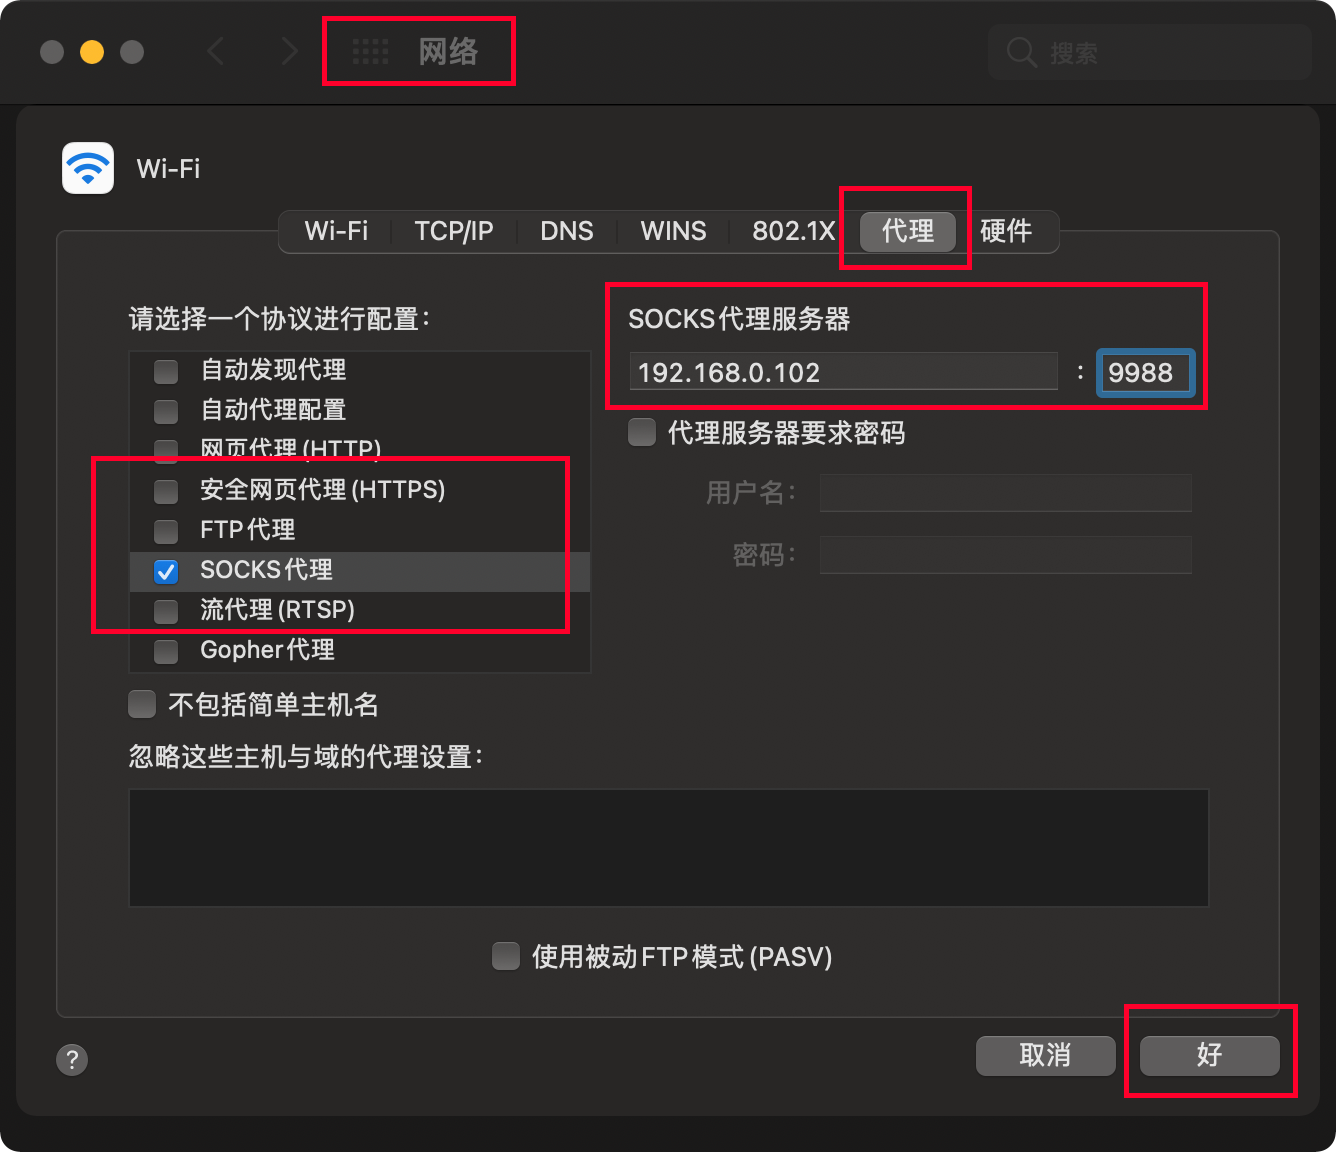 网络
搜索
Wi-Fi
Wi-Fi TCP/IP DNS WINS 802.1X 代理 硬件
请选择一个协议进行配置：
自动发现代理
自动代理配置
网页代理(HTTP)
安全网页代理(HTTPS)
FTP代理
SOCKS代理
流代理(RTSP)
Gopher代理
SOCKS代理服务器
192.168.0.102 : 9988
代理服务器要求密码
用户名：
密码：
不包括简单主机名
忽略这些主机与域的代理设置：
使用被动FTP模式(PASV)
?
取消
好